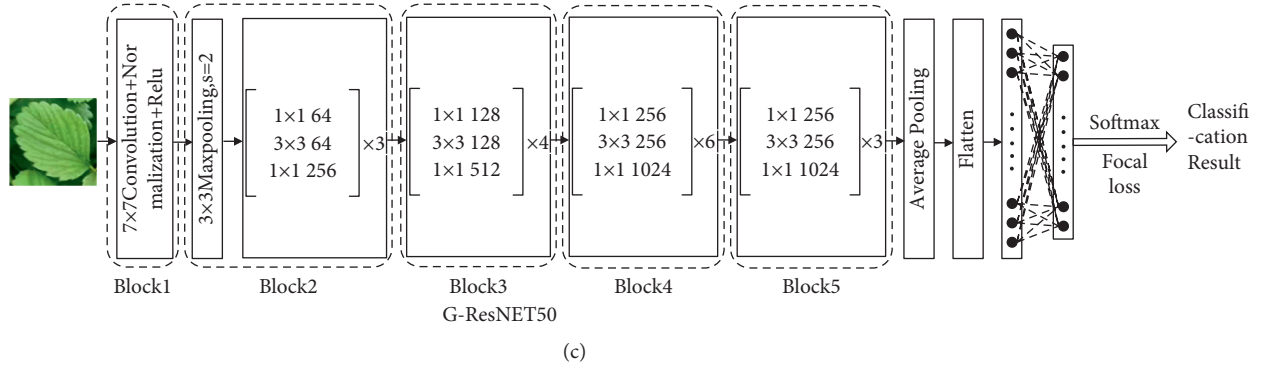 7×7Convolution+Nor
malization+Relu
3×3Maxpooling,s=2
1×1 64
3×3 64
1×1 256
×3
1×1 128
3×3 128
1×1 512
×4
1×1 256
3×3 256
1×1 1024
×6
1×1 256
3×3 256
1×1 1024
×3
Average Pooling
Flatten
Softmax
Focal
loss
Classifi
-cation
Result
Block1
Block2
Block3
Block4
Block5
G-ResNET50
(c)